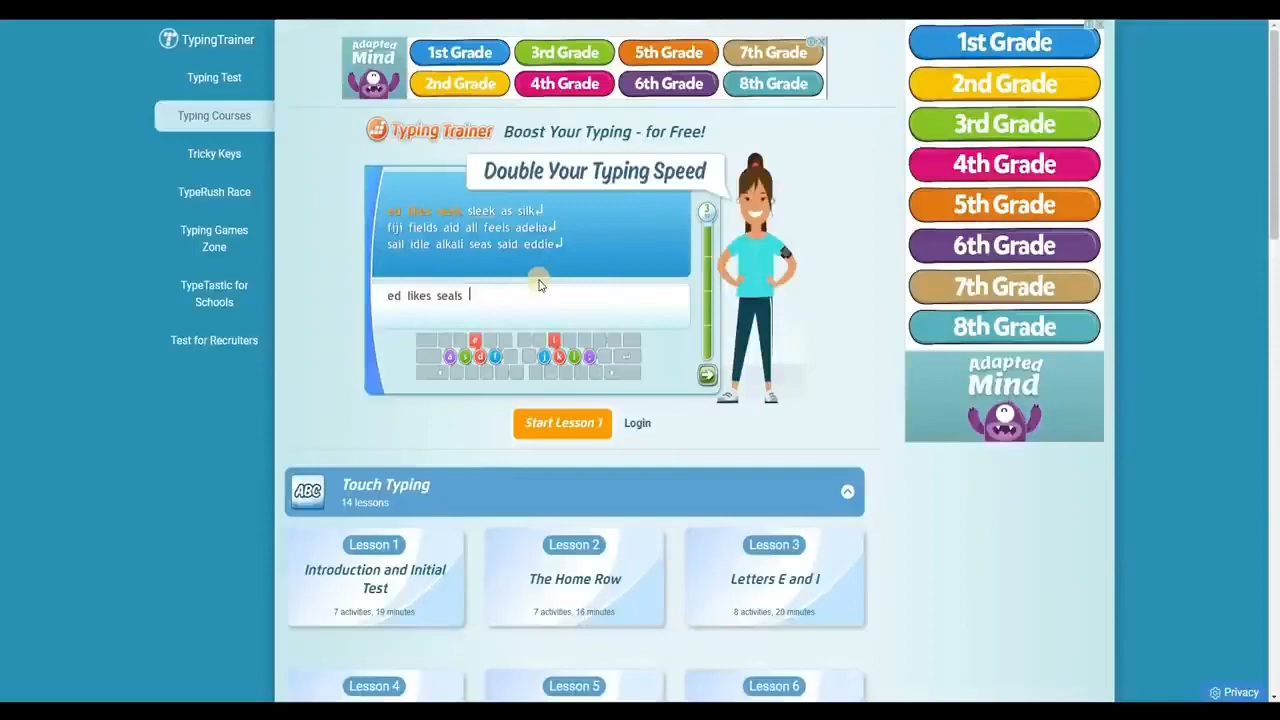 TypingTrainer
Typing Test
Typing Courses
Tricky Keys
TypeRush Race
Typing Games
Zone
TypeTastic for
Schools
Test for Recruiters
Adapted
Mind
1st Grade
3rd Grade
5th Grade
7th Grade
2nd Grade
4th Grade
6th Grade
8th Grade
Typing Trainer Boost Your Typing - for Free!
Double Your Typing Speed
ed likes seals sleek as silk
fiji fields aid all feels adelia
sail idle alkali seas said eddie
3
ed likes seals
e i
a s d f j k l ;
Start Lesson 1 Login
ABC
Touch Typing
14 lessons
Lesson 1
Introduction and Initial
Test
7 activities, 19 minutes
Lesson 2
The Home Row
7 activities, 16 minutes
Lesson 3
Letters E and I
8 activities, 20 minutes
Lesson 4
Lesson 5
Lesson 6
1st Grade
2nd Grade
3rd Grade
4th Grade
5th Grade
6th Grade
7th Grade
8th Grade
Adapted
Mind
Privacy